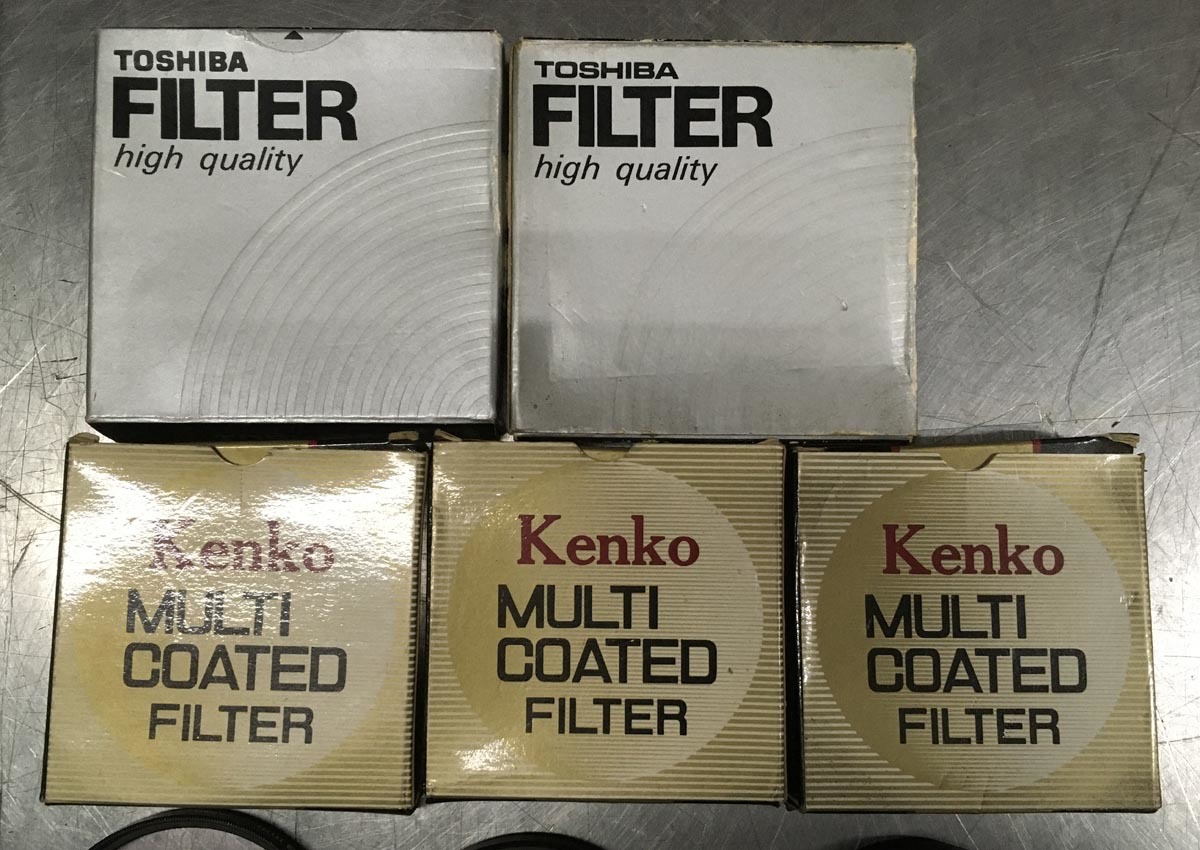 TOSHIBA
FILTER
high quality
TOSHIBA
FILTER
high quality
Kenko
MULTI
COATED
FILTER
Kenko
MULTI
COATED
FILTER
Kenko
MULTI
COATED
FILTER